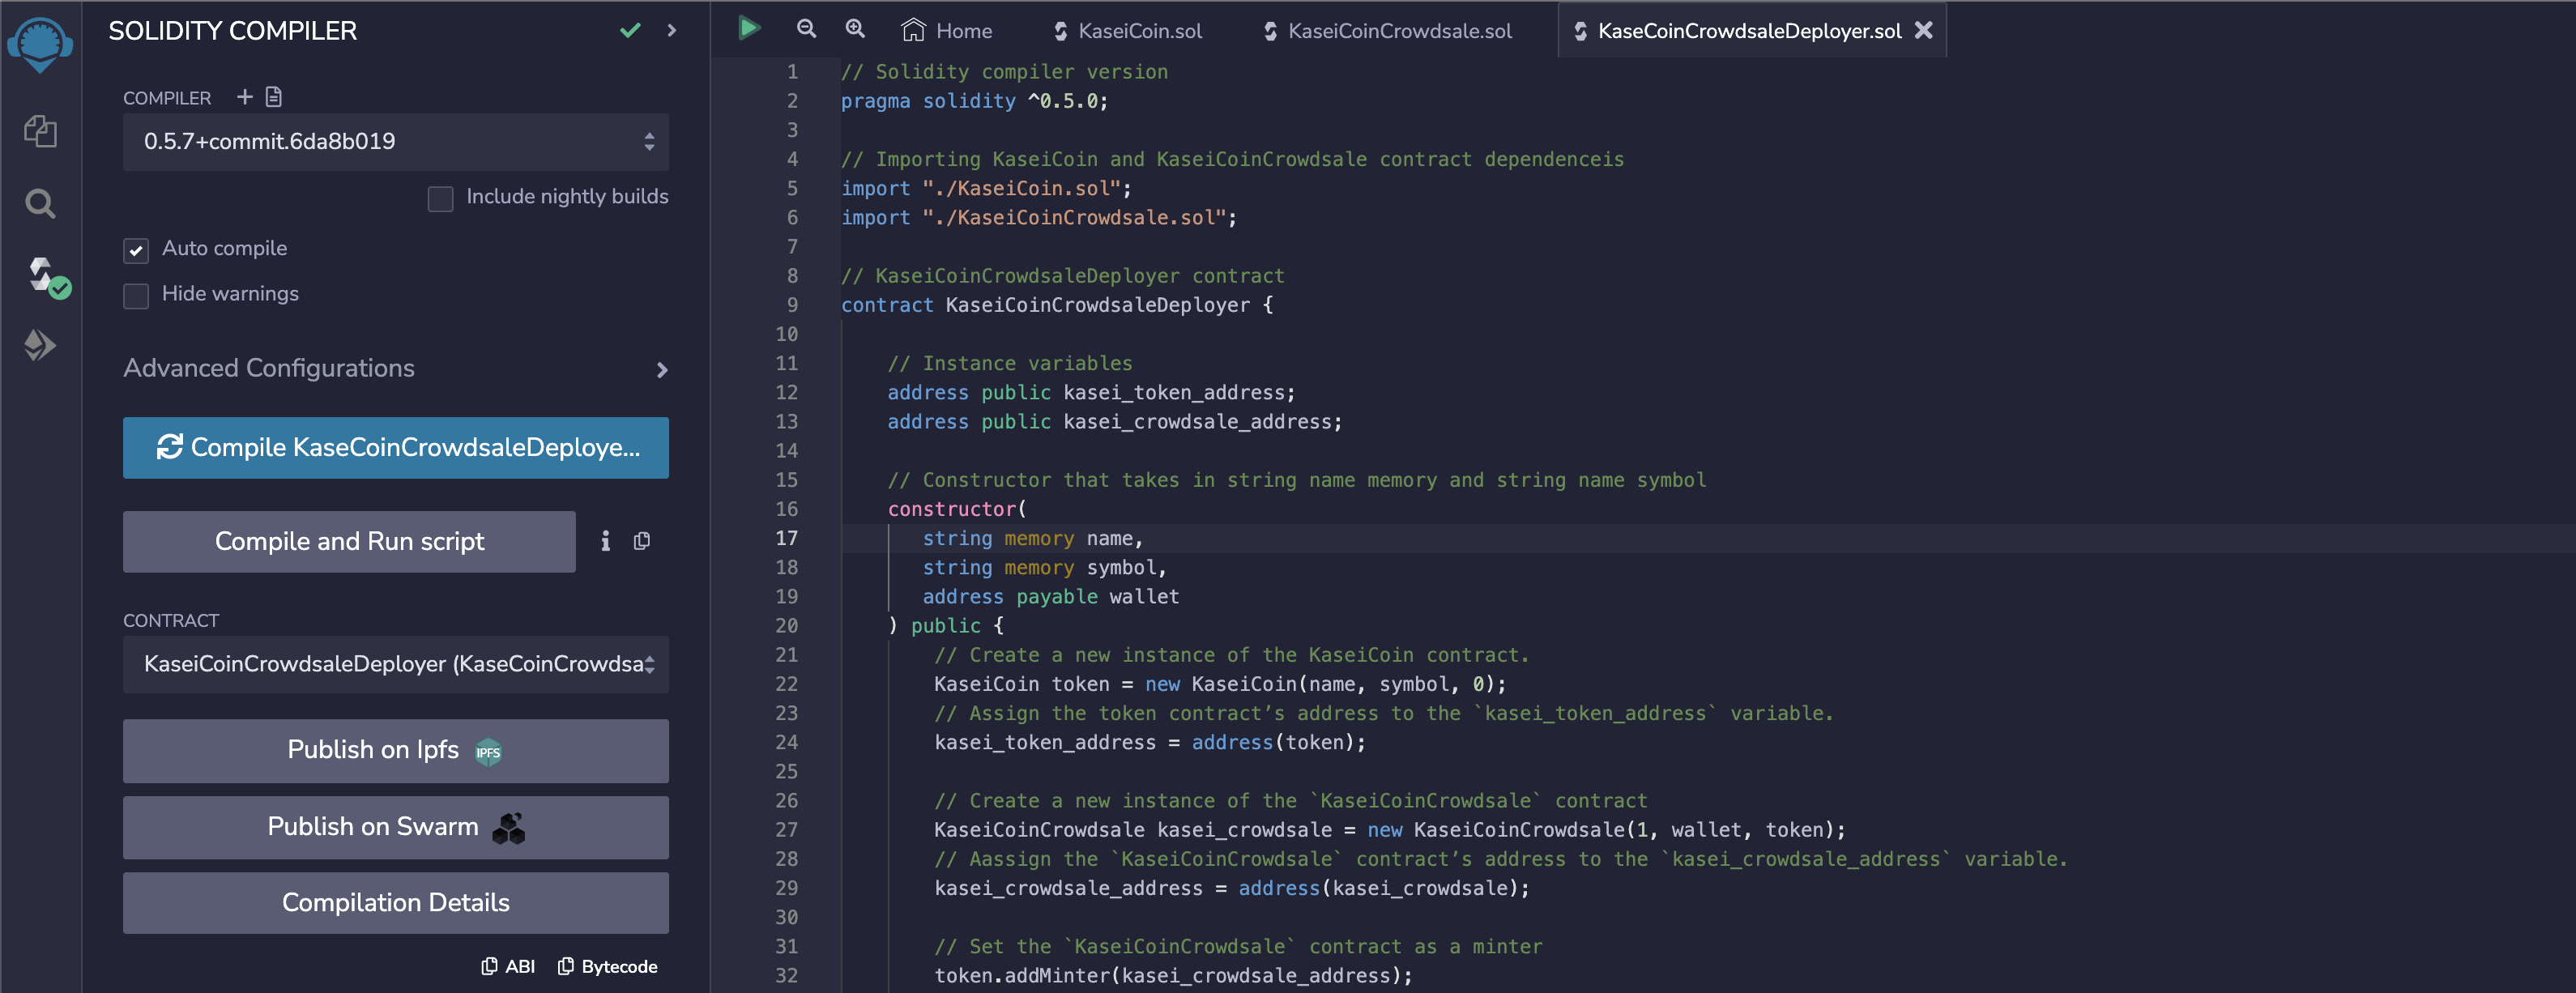 SOLIDITY COMPILER
COMPILER
0.5.7+commit.6da8b019
Include nightly builds
Auto compile
Hide warnings
Advanced Configurations
Compile KaseCoinCrowdsaleDeploye...
Compile and Run script
CONTRACT
KaseiCoinCrowdsaleDeployer (KaseCoinCrowdsa
Publish on Ipfs IPFS
Publish on Swarm
Compilation Details
ABI Bytecode
Home KaseiCoin.sol KaseiCoinCrowdsale.sol KaseCoinCrowdsaleDeployer.sol
1 // Solidity compiler version
2 pragma solidity ^0.5.0;
3
4 // Importing KaseiCoin and KaseiCoinCrowdsale contract dependenceis
5 import "./KaseiCoin.sol";
6 import "./KaseiCoinCrowdsale.sol";
7
8 // KaseiCoinCrowdsaleDeployer contract
9 contract KaseiCoinCrowdsaleDeployer {
10
11 // Instance variables
12 address public kasei_token_address;
13 address public kasei_crowdsale_address;
14
15 // Constructor that takes in string name memory and string name symbol
16 constructor(
17 string memory name,
18 string memory symbol,
19 address payable wallet
20 ) public {
21 // Create a new instance of the KaseiCoin contract.
22 KaseiCoin token = new KaseiCoin(name, symbol, 0);
23 // Assign the token contract’s address to the `kasei_token_address` variable.
24 kasei_token_address = address(token);
25
26 // Create a new instance of the `KaseiCoinCrowdsale` contract
27 KaseiCoinCrowdsale kasei_crowdsale = new KaseiCoinCrowdsale(1, wallet, token);
28 // Aassign the `KaseiCoinCrowdsale` contract’s address to the `kasei_crowdsale_address` variable.
29 kasei_crowdsale_address = address(kasei_crowdsale);
30
31 // Set the `KaseiCoinCrowdsale` contract as a minter
32 token.addMinter(kasei_crowdsale_address);